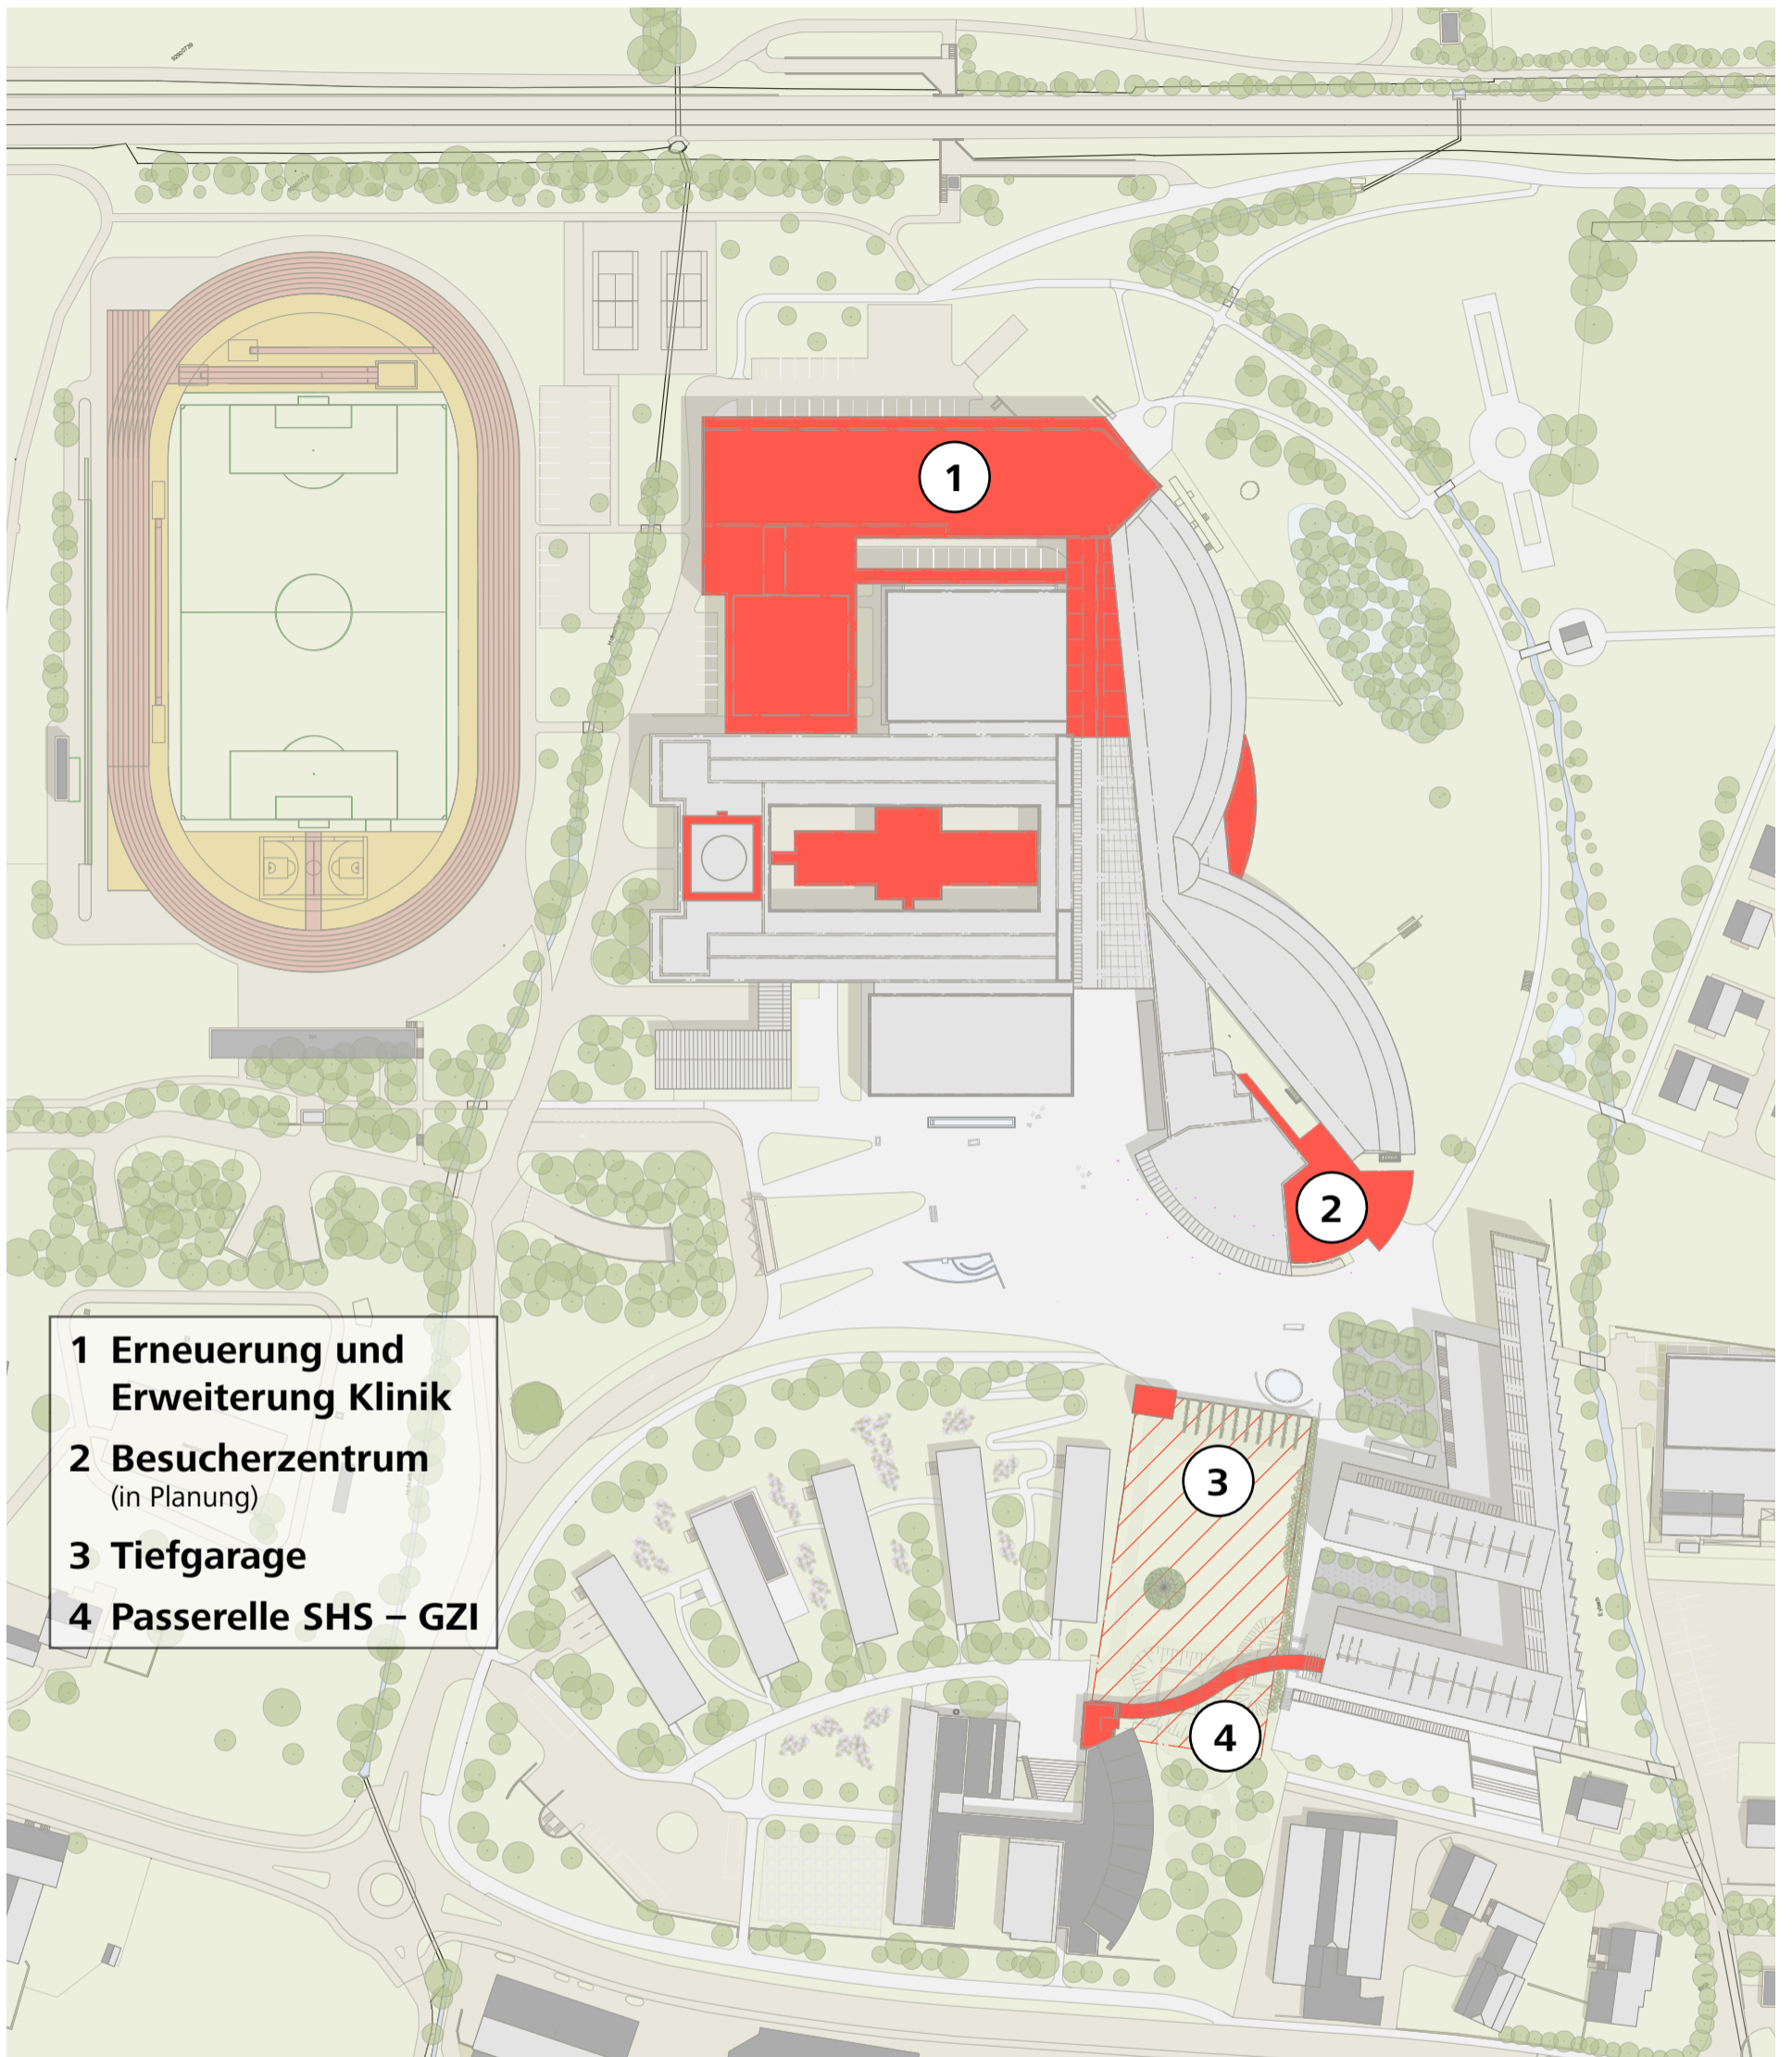 1
2
3
4
1 Erneuerung und
Erweiterung Klinik
2 Besucherzentrum
(in Planung)
3 Tiefgarage
4 Passerelle SHS – GZI